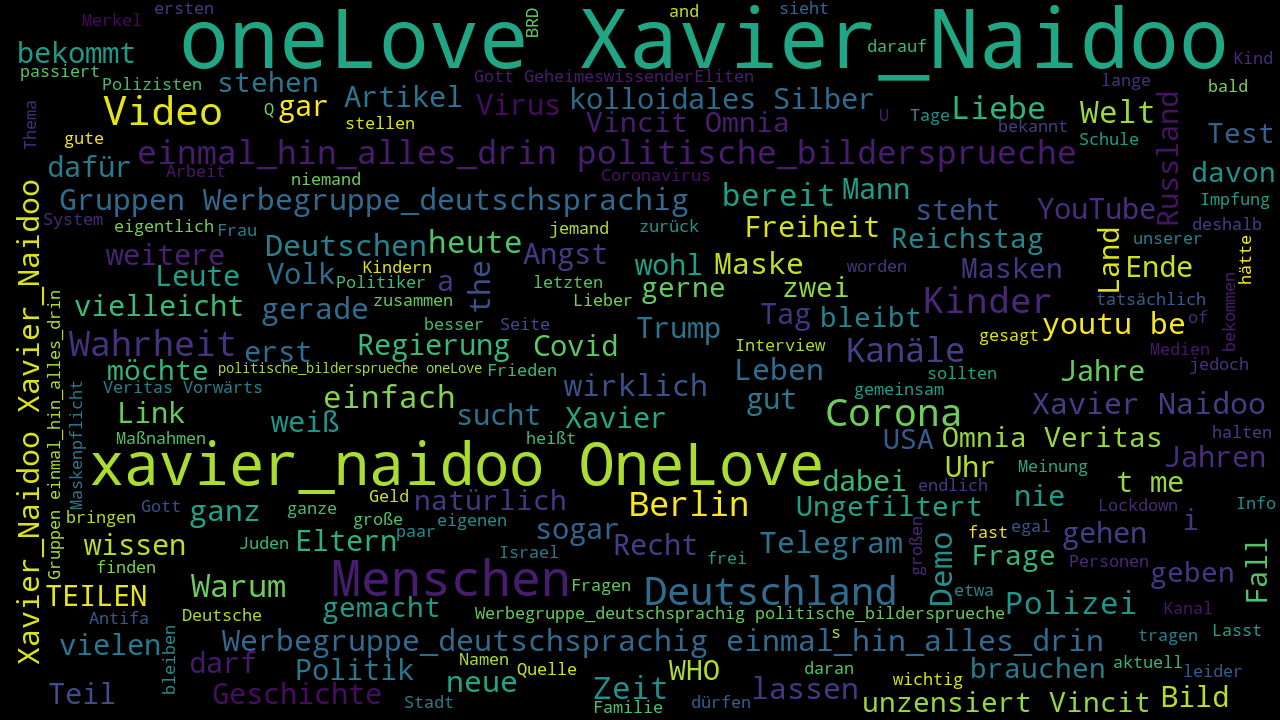 ersten
Merkel
oneLove Xavier_Naidoo
BRD
and
sieht
darauf
bekommt
passiert
Polizisten
stehen
Gott GeheimeswissenderEliten
Kind
lange
bald
Video
Q
gar
Artikel
Virus
kolloidales Silber
Liebe
Welt
Thema
gute
stellen
Vincit Omnia
U
Tage
bekannt
Schule
Russland
Test
dafür
einmal_hin_alles_drin politische_bildersprueche
Arbeit
niemand
Coronavirus
davon
Gruppen Werbegruppe_deutschsprachig
bereit
Mann
Impfung
System
eigentlich
Frau
jemand
zurück
Freiheit
steht
YouTube
deshalb
Reichstag
unserer
Deutschen
heute
Angst
weitere
Leute
Volk
Kindern
Politiker
a
the
letzten
wohl
Maske
worden
Masken
Land
Ende
hätte
vielleicht
gerade
zusammen
Lieber
gerne
zwei
Kinder
tatsächlich
bekommen
Xavier_Naidoo Xavier_Naidoo
Gruppen einmal_hin_alles_drin
besser
Seite
Trump
Tag
bleibt
gesagt
youtu be
of
Wahrheit
erst
Regierung
Covid
Interview
Kanäle
Medien
jedoch
möchte
politische_bildersprueche oneLove
Frieden
Leben
sollten
Jahre
Veritas Vorwärts
Maskenpflicht
einfach
wirklich
gut
gemeinsam
Link
weiß
sucht
Xavier
Corona
Xavier Naidoo
Maßnahmen
heißt
USA
Omnia Veritas
halten
xavier_naidoo OneLove
dabei
Uhr
Meinung
Jahren
endlich
t me
Geld
natürlich
Berlin
Ungefiltert
nie
Lockdown
Info
Gott
bringen
ganz
ganze
große
paar
eigenen
sogar
großen
fast
egal
gehen
i
wissen
Juden
Eltern
Israel
Recht
frei
Telegram
Demo
Frage
Personen
finden
Menschen
Fragen
Deutschland
etwa
geben
Fall
TEILEN
Warum
Antifa
Deutsche
gemacht
Werbegruppe_deutschsprachig politische_bildersprueche
Polizei
Kanal
vielen
bleiben
Werbegruppe_deutschsprachig einmal_hin_alles_drin
s
tragen
Lasst
darf
Politik
Namen
Quelle
WHO
daran
brauchen
aktuell
leider
Teil
Geschichte
neue
Stadt
Zeit
Familie
dürfen
lassen
wichtig
unzensiert Vincit
Bild